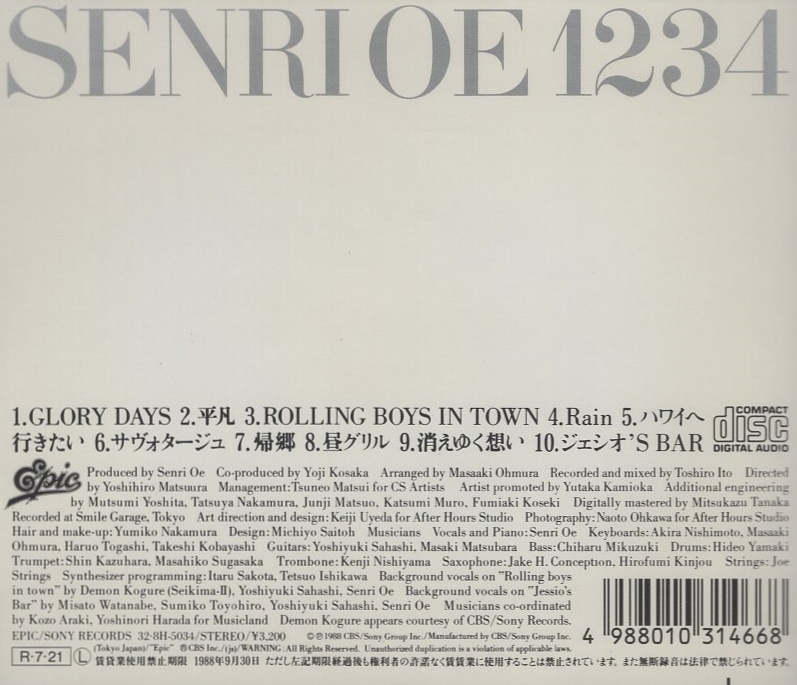 SENRI OE 1234
1.GLORY DAYS 2.平凡 3.ROLLING BOYS IN TOWN 4.Rain 5.ハワイへ
行きたい 6.サヴォタージュ 7.帰郷 8.昼グリル 9.消えゆく想い 10.ジェシオ'S BAR
COMPACT
disc
DIGITAL AUDIO
Epic
Produced by Senri Oe Co-produced by Yoji Kosaka Arranged by Masaaki Ohmura Recorded and mixed by Toshiro Ito Directed
by Yoshihiro Matsuura Management:Tsuneo Matsui for CS Artists Artist promoted by Yutaka Kamioka Additional engineering
by Mutsumi Yoshita, Tatsuya Nakamura, Junji Matsuo, Katsumi Muro, Fumiaki Koseki Digitally mastered by Mitsukazu Tanaka
Recorded at Smile Garage, Tokyo Art direction and design:Keiji Uyeda for After Hours Studio Photography:Naoto Ohkawa for After Hours Studio
Hair and make-up:Yumiko Nakamura Design:Michiyo Saitoh Musicians Vocals and Piano:Senri Oe Keyboards:Akira Nishimoto, Masaaki
Ohmura, Haruo Togashi, Takeshi Kobayashi Guitars:Yoshiyuki Sahashi, Masaki Matsubara Bass:Chiharu Mikuzuki Drums:Hideo Yamaki
Trumpet:Shin Kazuhara, Masahiko Sugasaka Trombone:Kenji Nishiyama Saxophone:Jake H. Conception, Hirofumi Kinjou Strings:Joe
Strings Synthesizer programming:Itaru Sakota, Tetsuo Ishikawa Background vocals on "Rolling boys
in town" by Demon Kogure (Seikima-II), Yoshiyuki Sahashi, Senri Oe Background vocals on "Jessio's
Bar" by Misato Watanabe, Sumiko Toyohiro, Yoshiyuki Sahashi, Senri Oe Musicians co-ordinated
by Kozo Araki, Yoshinori Harada for Musicland Demon Kogure appears courtesy of CBS/Sony Records.
EPIC/SONY RECORDS 32·8H-5034/STEREO/¥3,200 ©℗1988 CBS/Sony Group Inc./Manufactured by CBS/Sony Group Inc.
4 988010 314668
R-7-21 Ⓛ (Tokyo Japan)/"Epic" ®CBS Inc./(ja)/WARNING:All Rights Reserved. Unauthorized duplication is a violation of applicable laws.
賃貸業使用禁止期限 1988年9月30日 ただし左記期限経過後も権利者の許諾なく賃貸業に使用することは禁止されています。また無断録音は法律で禁じられています。